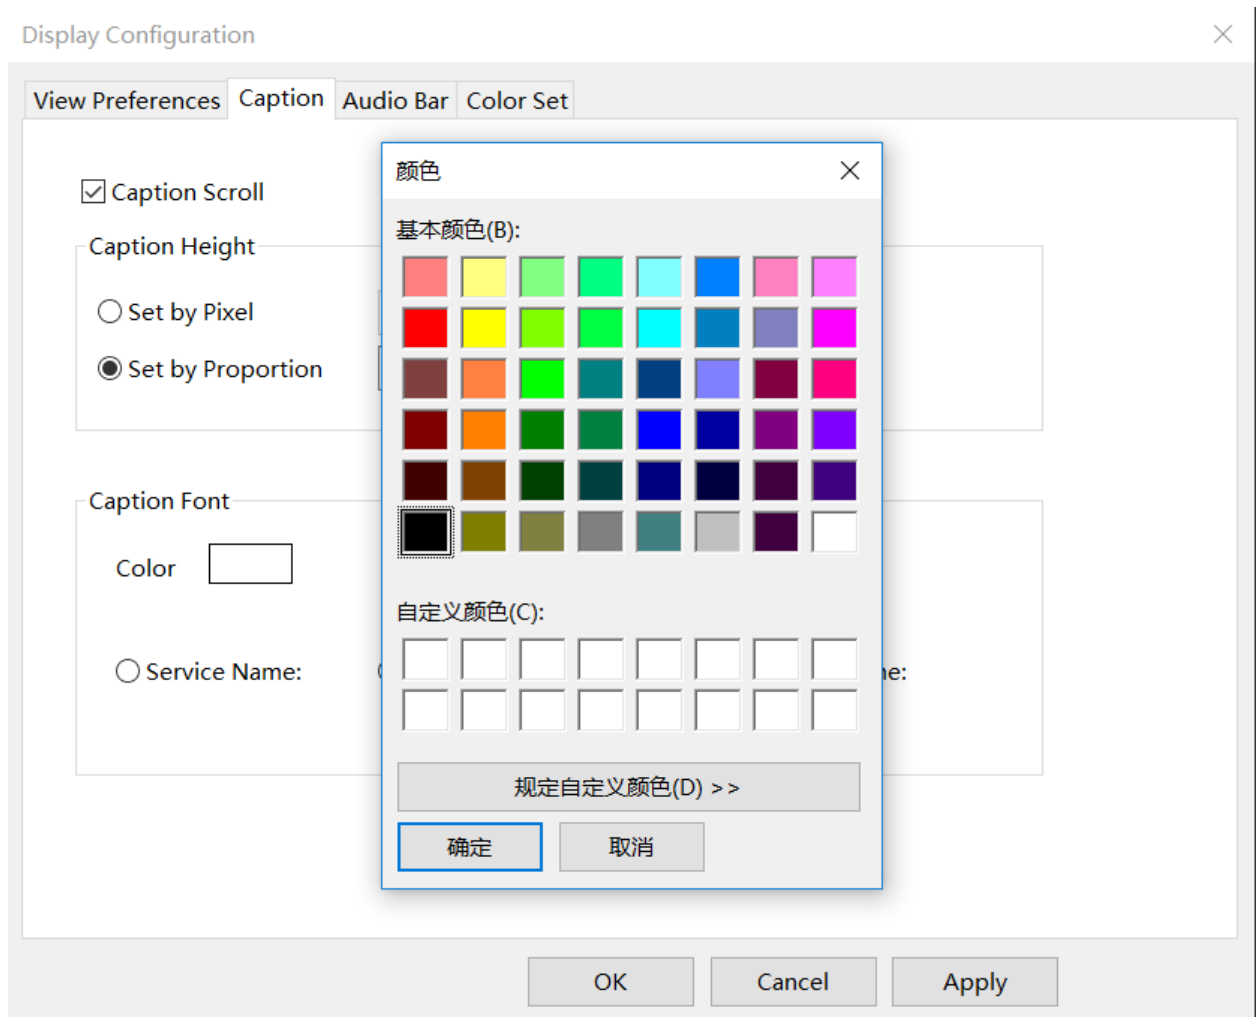 Display Configuration
View Preferences Caption Audio Bar Color Set
颜色
Caption Scroll
基本颜色(B):
Caption Height
Set by Pixel
Set by Proportion
Caption Font
Color
自定义颜色(C):
Service Name:
规定自定义颜色(D) >>
确定 取消
OK Cancel Apply